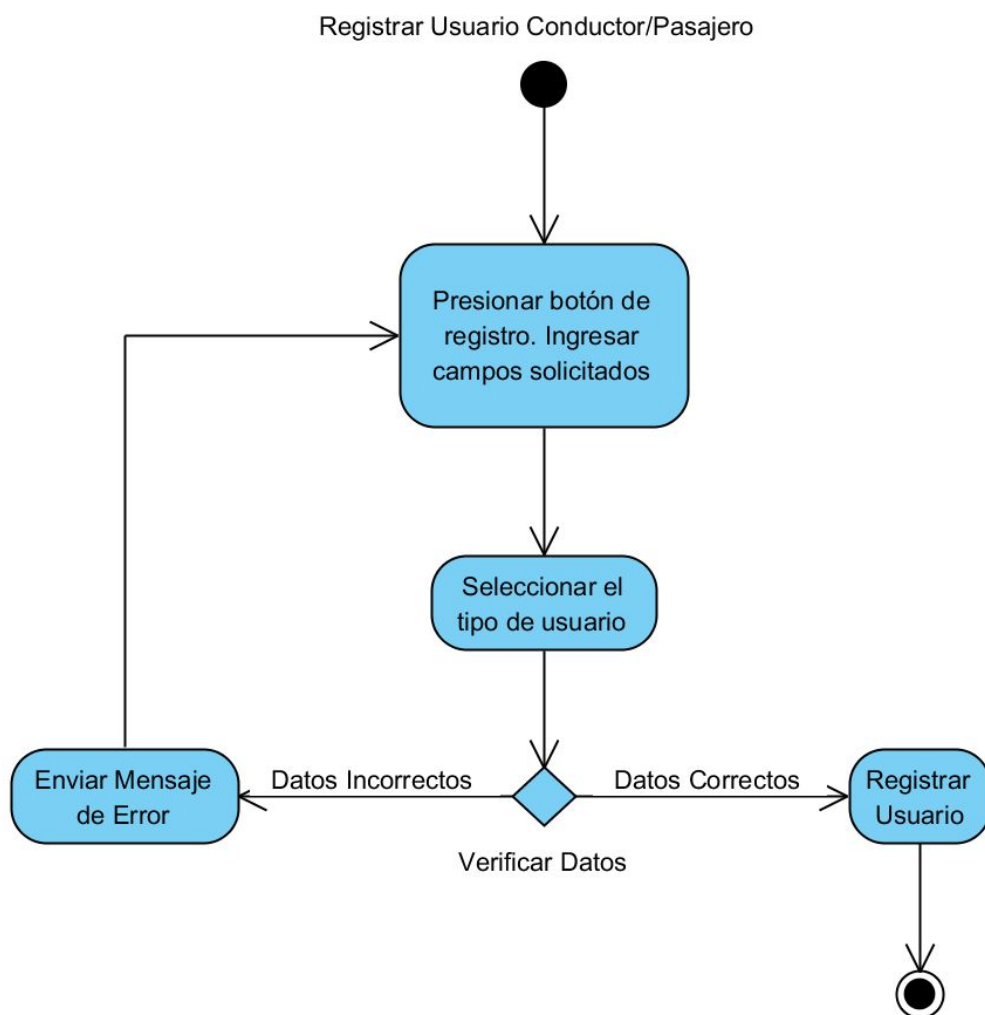 Registrar Usuario Conductor/Pasajero
Presionar botón de
registro. Ingresar
campos solicitados
Seleccionar el
tipo de usuario
Enviar Mensaje
de Error
Datos Incorrectos
Datos Correctos
Registrar
Usuario
Verificar Datos